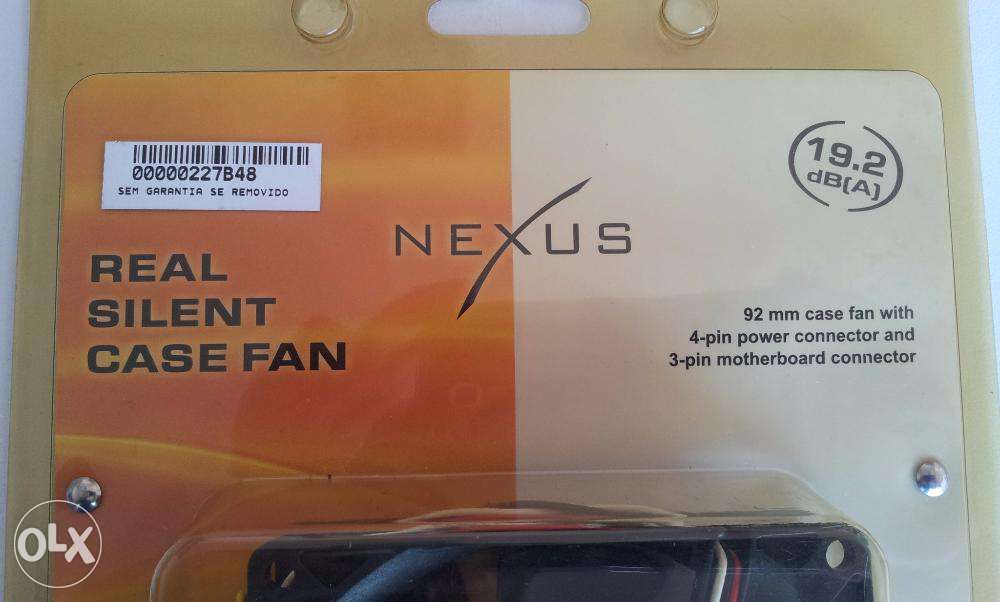 00000227B48
SEM GARANTIA SE REMOVIDO
19.2
dB(A)
NEXUS
REAL
SILENT
CASE FAN
92 mm case fan with
4-pin power connector and
3-pin motherboard connector
OLX